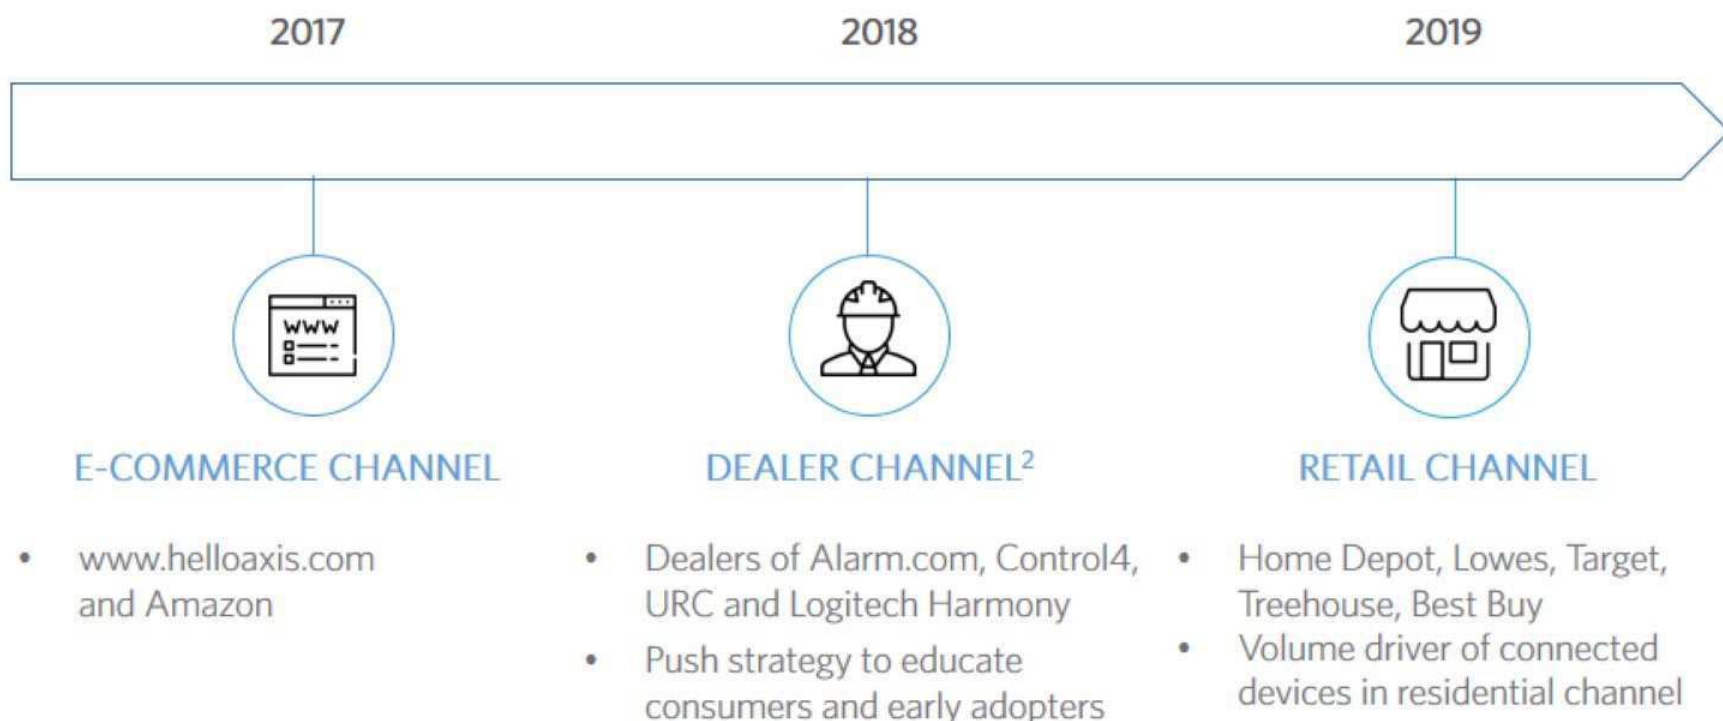 2017
2018
2019
WWW
E-COMMERCE CHANNEL
• www.helloaxis.com
and Amazon
DEALER CHANNEL²
• Dealers of Alarm.com, Control4,
URC and Logitech Harmony
• Push strategy to educate
consumers and early adopters
RETAIL CHANNEL
• Home Depot, Lowes, Target,
Treehouse, Best Buy
• Volume driver of connected
devices in residential channel